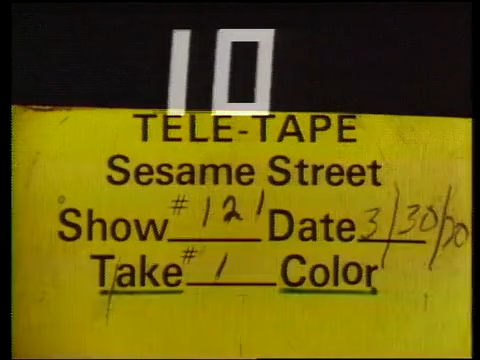 10
TELE-TAPE
Sesame Street
Show #121 Date 3/30/70
Take #1 Color